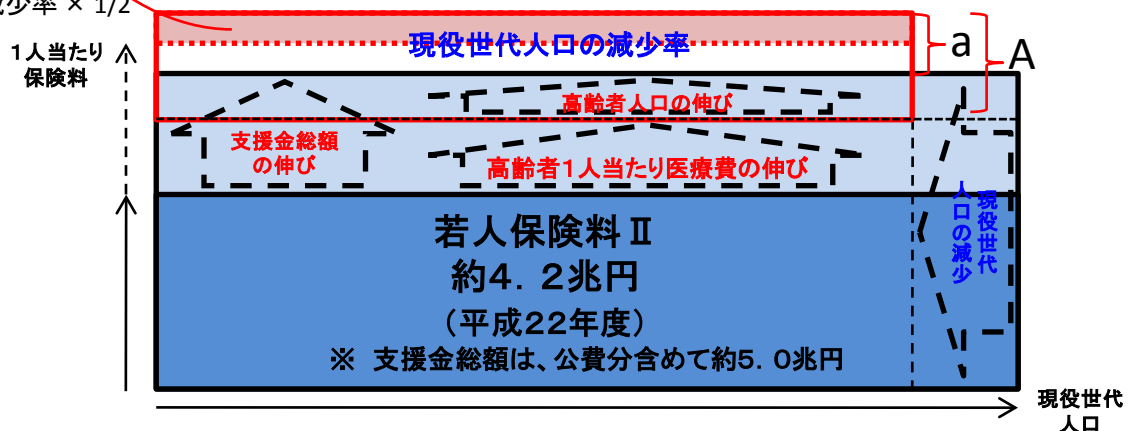 少率 × 1/2
1人当たり
保険料
現役世代人口の減少率
a
A
高齢者人口の伸び
支援金総額
の伸び
高齢者1人当たり医療費の伸び
現役世代
人口の減少
若人保険料Ⅱ
約4.2兆円
(平成22年度)
※ 支援金総額は、公費分含めて約5.0兆円
現役世代
人口